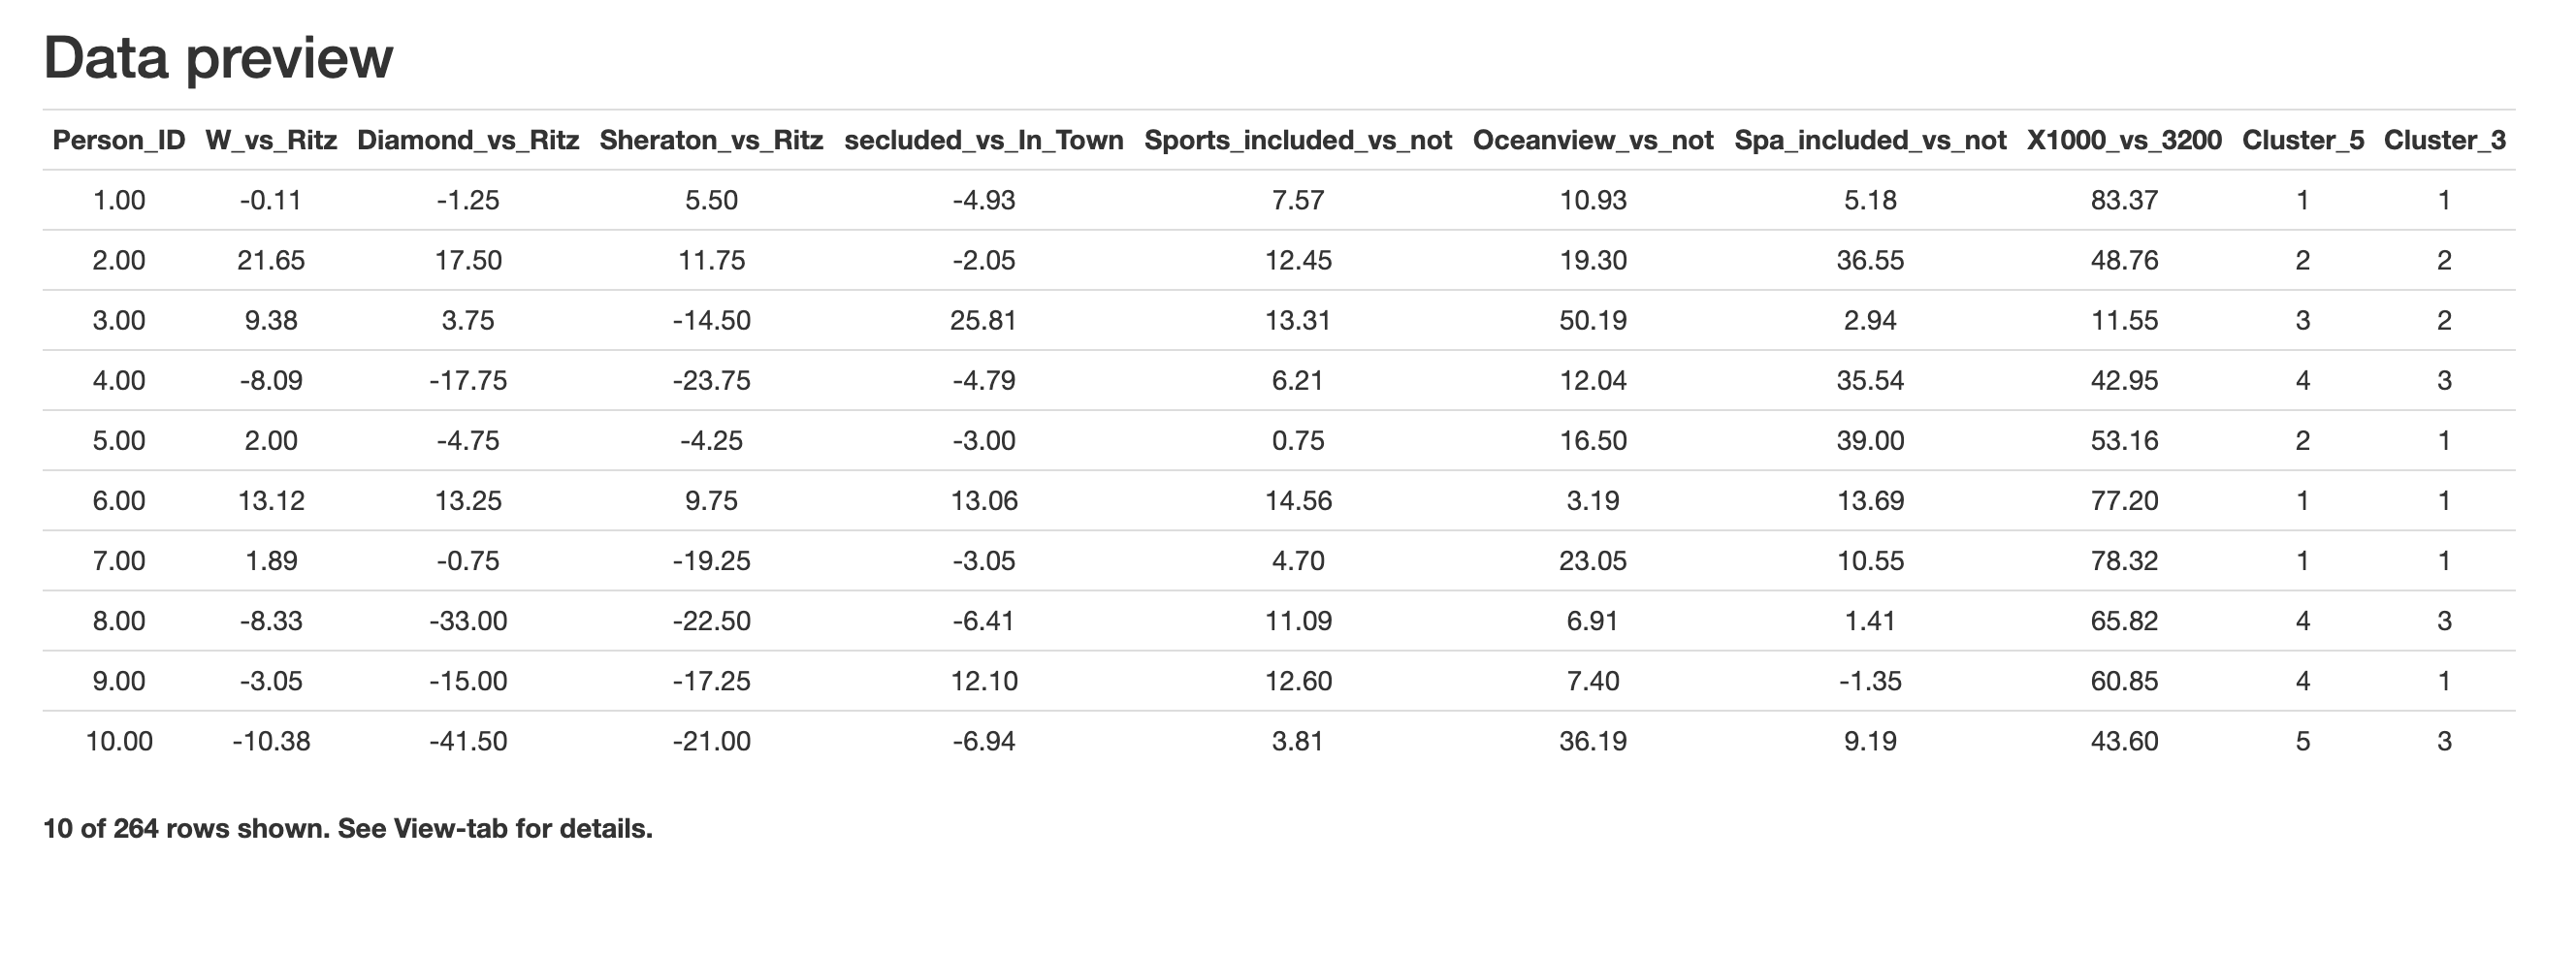 Data preview
Person_ID W_vs_Ritz Diamond_vs_Ritz Sheraton_vs_Ritz secluded_vs_In_Town Sports_included_vs_not Oceanview_vs_not Spa_included_vs_not X1000_vs_3200 Cluster_5 Cluster_3
1.00 -0.11 -1.25 5.50 -4.93 7.57 10.93 5.18 83.37 1 1
2.00 21.65 17.50 11.75 -2.05 12.45 19.30 36.55 48.76 2 2
3.00 9.38 3.75 -14.50 25.81 13.31 50.19 2.94 11.55 3 2
4.00 -8.09 -17.75 -23.75 -4.79 6.21 12.04 35.54 42.95 4 3
5.00 2.00 -4.75 -4.25 -3.00 0.75 16.50 39.00 53.16 2 1
6.00 13.12 13.25 9.75 13.06 14.56 3.19 13.69 77.20 1 1
7.00 1.89 -0.75 -19.25 -3.05 4.70 23.05 10.55 78.32 1 1
8.00 -8.33 -33.00 -22.50 -6.41 11.09 6.91 1.41 65.82 4 3
9.00 -3.05 -15.00 -17.25 12.10 12.60 7.40 -1.35 60.85 4 1
10.00 -10.38 -41.50 -21.00 -6.94 3.81 36.19 9.19 43.60 5 3
10 of 264 rows shown. See View-tab for details.